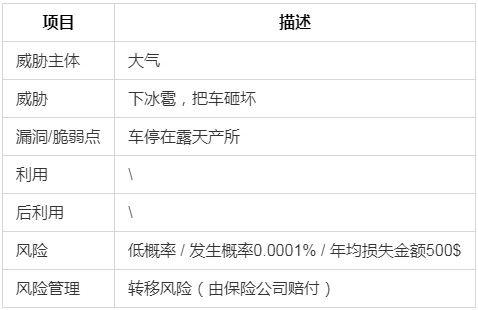 项目 描述
威胁主体 大气
威胁 下冰雹，把车砸坏
漏洞/脆弱点 车停在露天产所
利用 \
后利用 \
风险 低概率 / 发生概率0.0001% / 年均损失金额500$
风险管理 转移风险（由保险公司赔付）